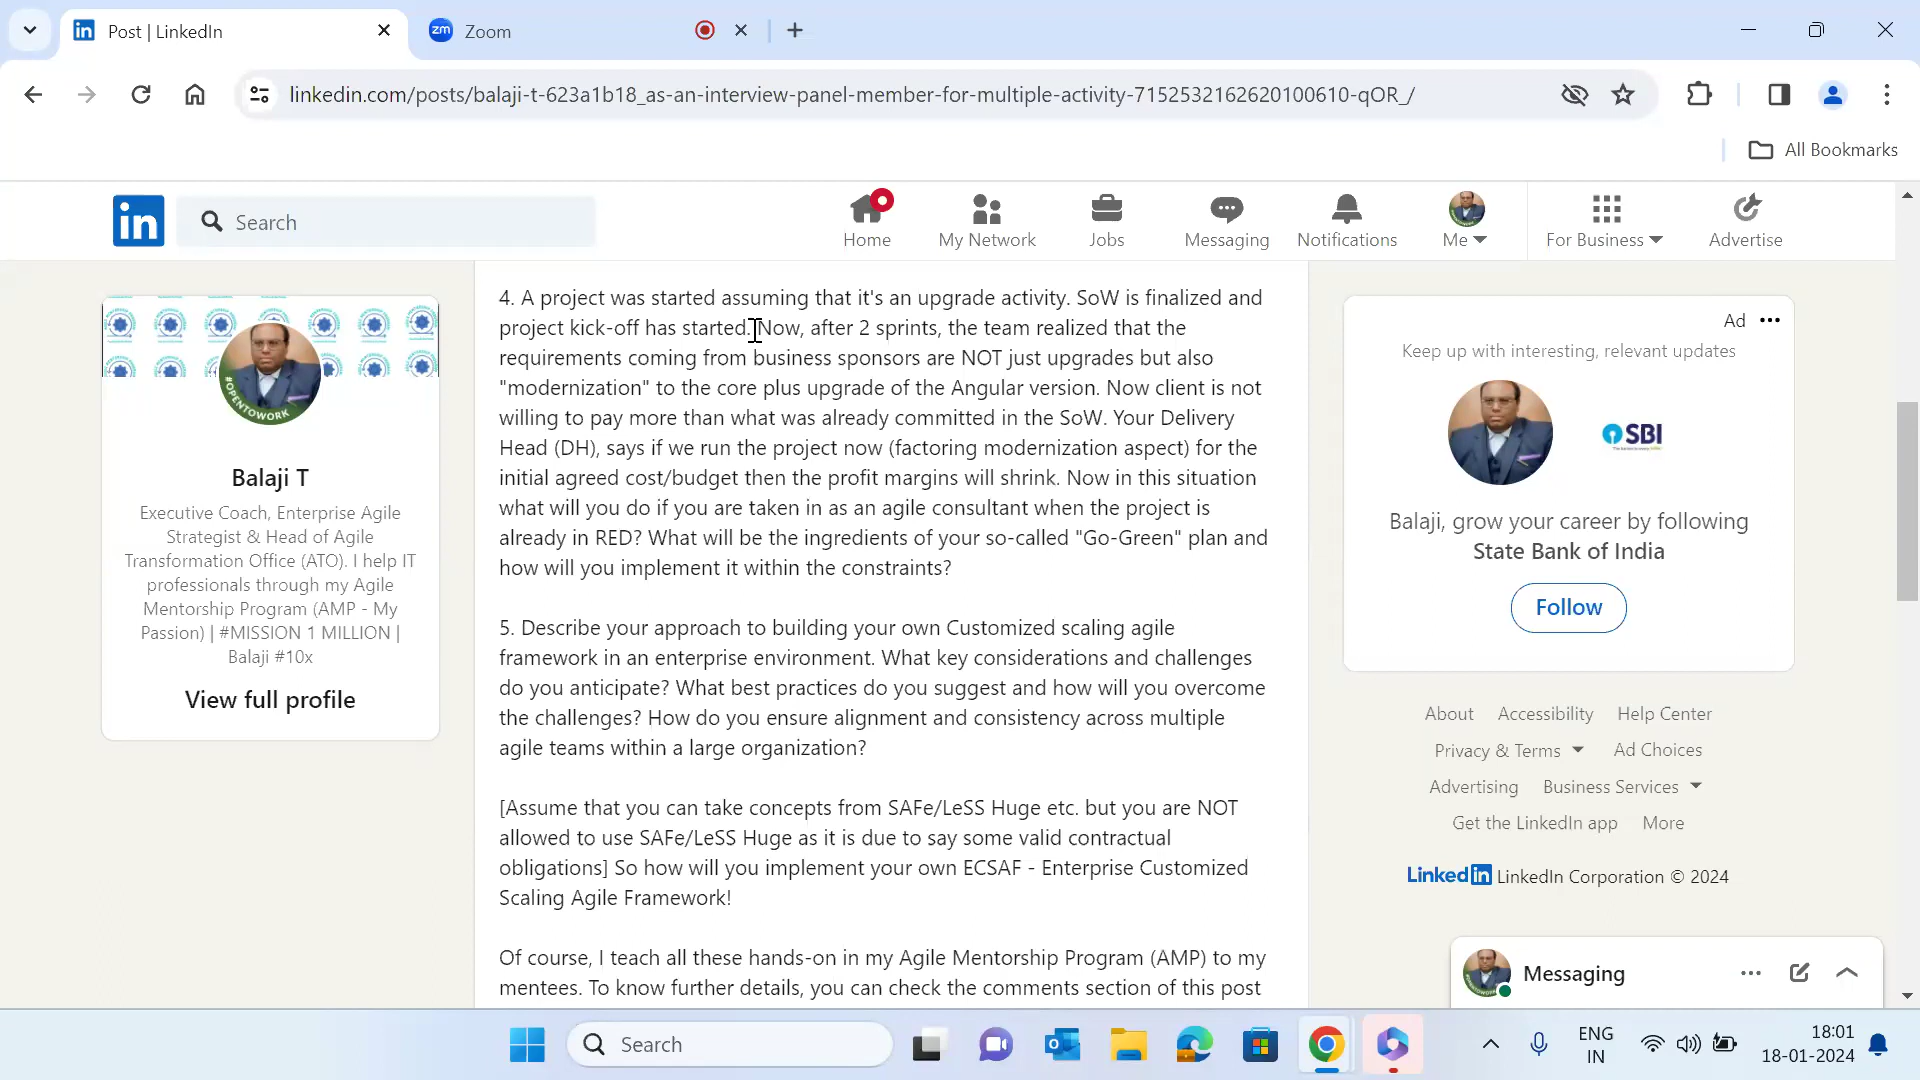 Post | LinkedIn
zm
Zoom
linkedin.com/posts/balaji-t-623a1b18_as-an-interview-panel-member-for-multiple-activity-7152532162620100610-qOR_/
All Bookmarks
in
Search
Home
My Network
Jobs
Messaging
Notifications
Me
For Business
Advertise
#OPENTOWORK
Balaji T
Executive Coach, Enterprise Agile
Strategist & Head of Agile
Transformation Office (ATO). I help IT
professionals through my Agile
Mentorship Program (AMP - My
Passion) | #MISSION 1 MILLION |
Balaji #10x
View full profile
4. A project was started assuming that it's an upgrade activity. SoW is finalized and
project kick-off has started. Now, after 2 sprints, the team realized that the
requirements coming from business sponsors are NOT just upgrades but also
"modernization" to the core plus upgrade of the Angular version. Now client is not
willing to pay more than what was already committed in the SoW. Your Delivery
Head (DH), says if we run the project now (factoring modernization aspect) for the
initial agreed cost/budget then the profit margins will shrink. Now in this situation
what will you do if you are taken in as an agile consultant when the project is
already in RED? What will be the ingredients of your so-called "Go-Green" plan and
how will you implement it within the constraints?
5. Describe your approach to building your own Customized scaling agile
framework in an enterprise environment. What key considerations and challenges
do you anticipate? What best practices do you suggest and how will you overcome
the challenges? How do you ensure alignment and consistency across multiple
agile teams within a large organization?
[Assume that you can take concepts from SAFe/LeSS Huge etc. but you are NOT
allowed to use SAFe/LeSS Huge as it is due to say some valid contractual
obligations] So how will you implement your own ECSAF - Enterprise Customized
Scaling Agile Framework!
Of course, I teach all these hands-on in my Agile Mentorship Program (AMP) to my
mentees. To know further details, you can check the comments section of this post
Ad
Keep up with interesting, relevant updates
SBI
Balaji, grow your career by following
State Bank of India
Follow
About Accessibility Help Center
Privacy & Terms Ad Choices
Advertising Business Services
Get the LinkedIn app More
Linked in LinkedIn Corporation © 2024
Messaging
Search
ENG
IN
18:01
18-01-2024